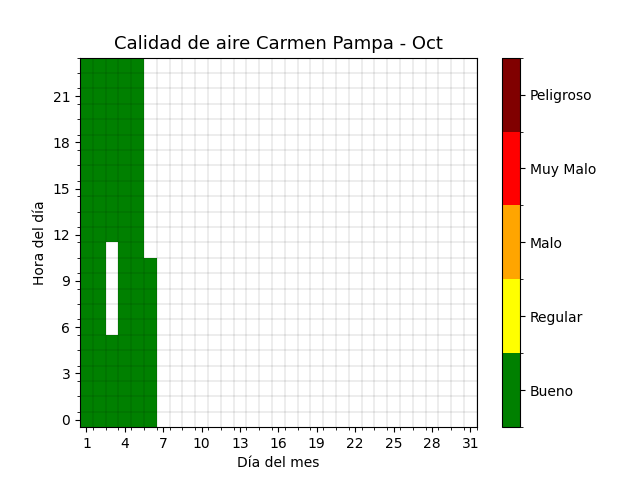 Calidad de aire Carmen Pampa - Oct
Hora del día
21
18
15
12
9
6
3
0
1 4 7 10 13 16 19 22 25 28 31
Día del mes
Peligroso
Muy Malo
Malo
Regular
Bueno